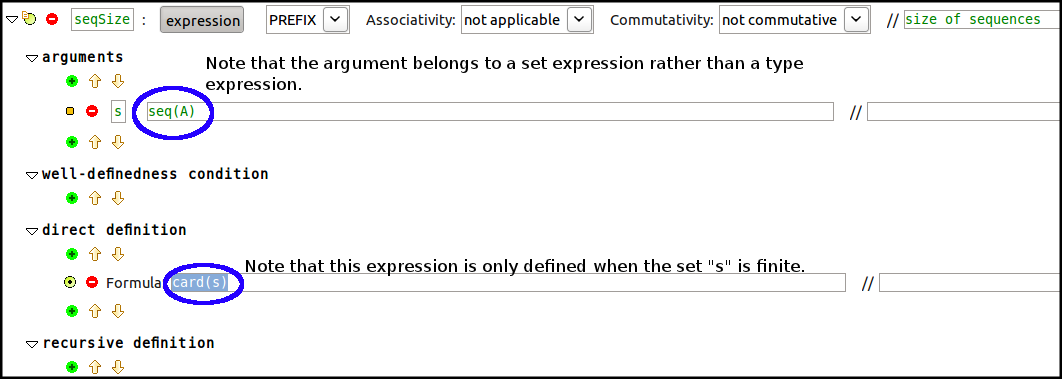 seqSize : expression PREFIX Associativity: not applicable Commutativity: not commutative // size of sequences
arguments
Note that the argument belongs to a set expression rather than a type
expression.
s seq(A) //
well-definedness condition
direct definition
Note that this expression is only defined when the set "s" is finite.
Formula card(s) //
recursive definition